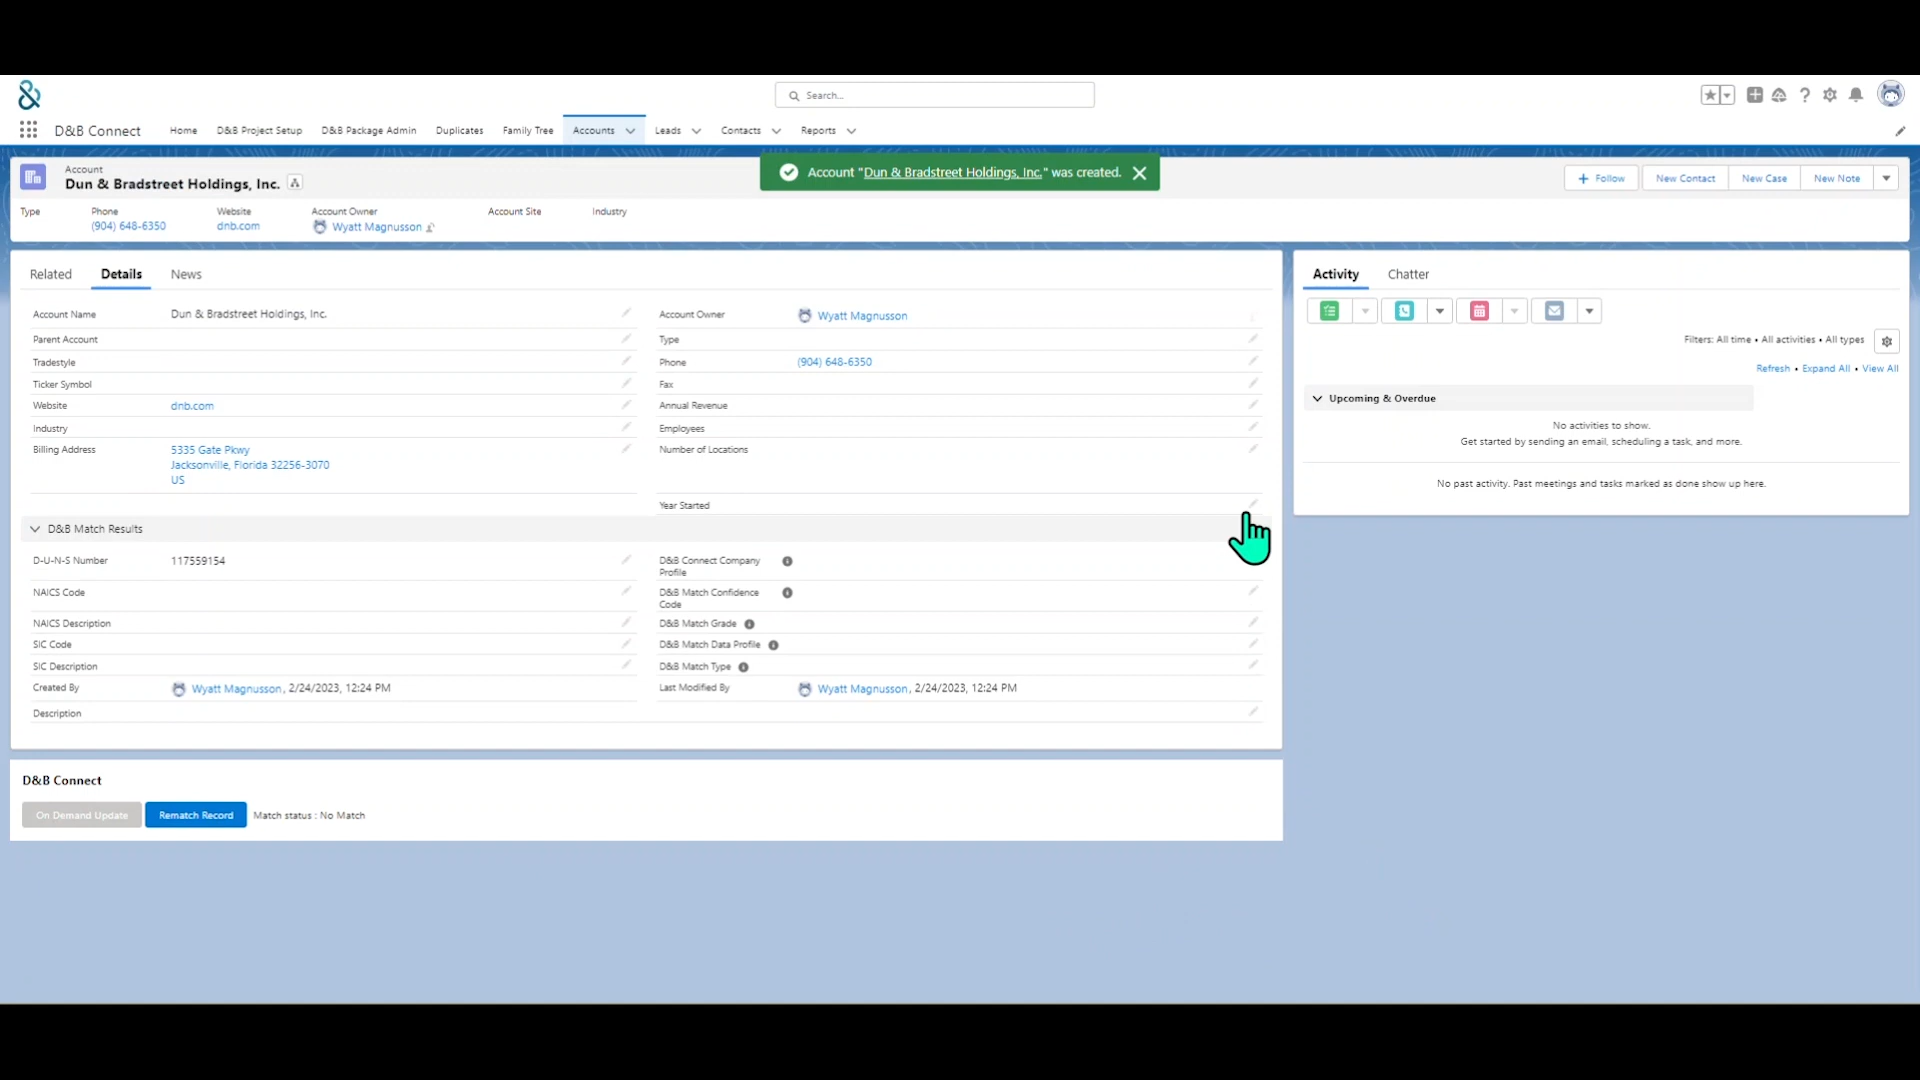 Search...
D&B Connect
Home
D&B Project Setup
D&B Package Admin
Duplicates
Family Tree
Accounts
Leads
Contacts
Reports
Account
Dun & Bradstreet Holdings, Inc.
Account "Dun & Bradstreet Holdings, Inc." was created.
Follow
New Contact
New Case
New Note
Type
Phone
(904) 648-6350
Website
dnb.com
Account Owner
Wyatt Magnusson
Account Site
Industry
Related
Details
News
Account Name
Dun & Bradstreet Holdings, Inc.
Account Owner
Wyatt Magnusson
Parent Account
Type
Tradestyle
Phone
(904) 648-6350
Ticker Symbol
Fax
Website
dnb.com
Annual Revenue
Industry
Employees
Billing Address
5335 Gate Pkwy
Jacksonville, Florida 32256-3070
US
Number of Locations
Year Started
D&B Match Results
D-U-N-S Number
117559154
D&B Connect Company
Profile
NAICS Code
D&B Match Confidence
Code
NAICS Description
D&B Match Grade
SIC Code
D&B Match Data Profile
SIC Description
D&B Match Type
Created By
Wyatt Magnusson, 2/24/2023, 12:24 PM
Last Modified By
Wyatt Magnusson, 2/24/2023, 12:24 PM
Description
D&B Connect
On Demand Update
Rematch Record
Match status : No Match
Activity
Chatter
Filters: All time • All activities • All types
Refresh • Expand All • View All
Upcoming & Overdue
No activities to show.
Get started by sending an email, scheduling a task, and more.
No past activity. Past meetings and tasks marked as done show up here.